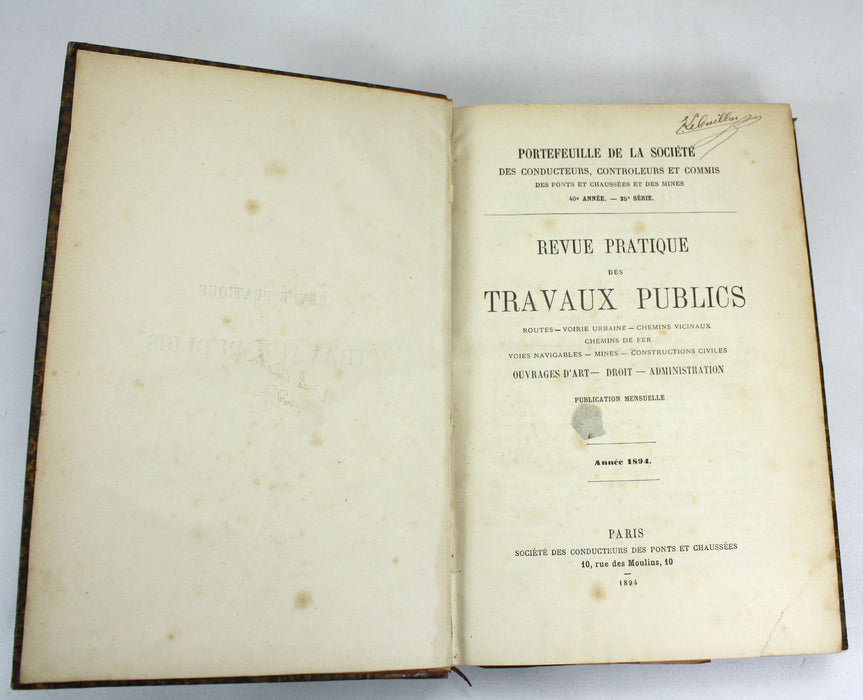 PORTEFEUILLE DE LA SOCIÉTÉ
DES CONDUCTEURS, CONTROLEURS ET COMMIS
DES PONTS ET CHAUSSÉES ET DES MINES
40e ANNÉE. — 25e SÉRIE.
REVUE PRATIQUE
DES
TRAVAUX PUBLICS
ROUTES — VOIRIE URBAINE — CHEMINS VICINAUX
CHEMINS DE FER
VOIES NAVIGABLES — MINES — CONSTRUCTIONS CIVILES
OUVRAGES D'ART — DROIT — ADMINISTRATION
PUBLICATION MENSUELLE
Année 1894.
PARIS
SOCIÉTÉ DES CONDUCTEURS DES PONTS ET CHAUSSÉES
10, rue des Moulins, 10
1894